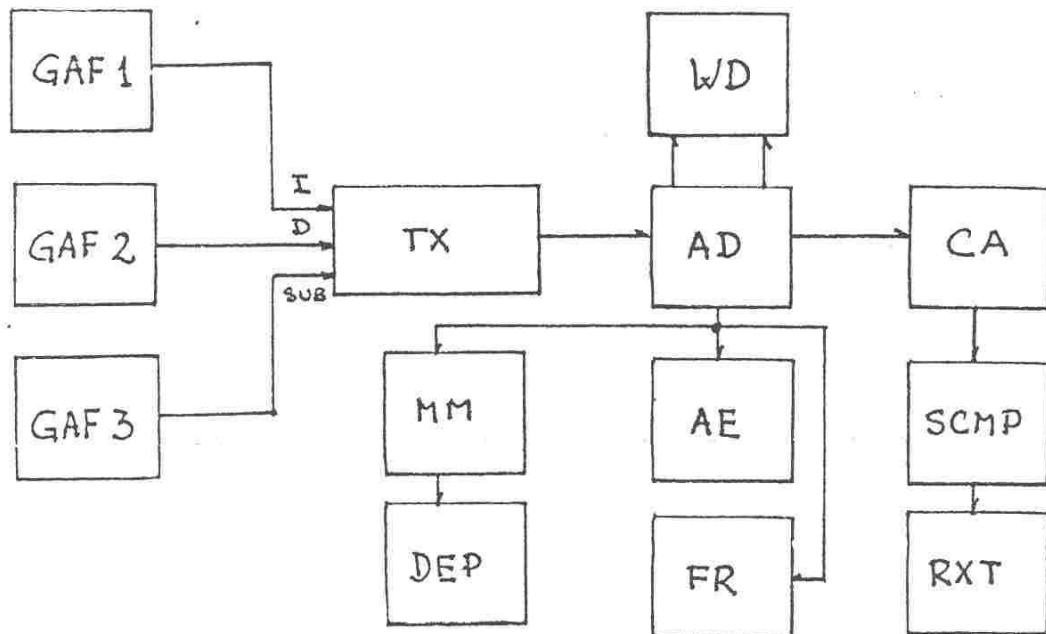 GAF 1
WD
I
GAF 2
D
TX
AD
CA
SUB
GAF 3
MM
AE
SCMP
DEP
FR
RXT